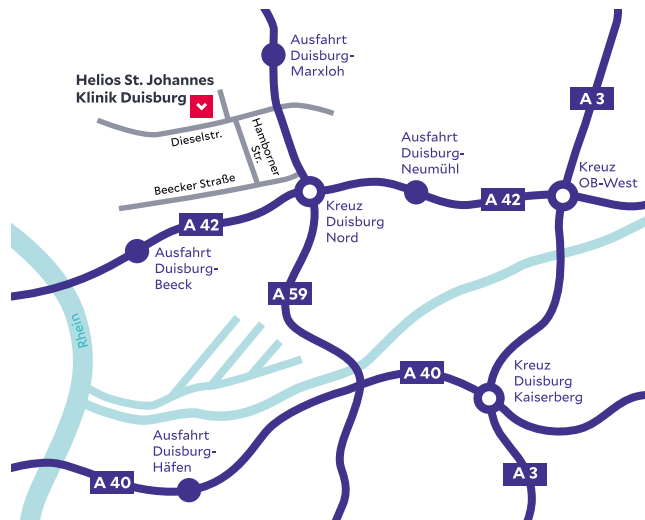 Ausfahrt
Duisburg-
Marxloh
Helios St. Johannes
Klinik Duisburg
A 3
Dieselstr.
Hamborner
Str.
Ausfahrt
Duisburg-
Neumühl
Kreuz
OB-West
Beecker Straße
A 42
A 42
Kreuz
Duisburg
Nord
Ausfahrt
Duisburg-
Beeck
A 59
Rhein
A 40
Kreuz
Duisburg
Kaiserberg
Ausfahrt
Duisburg-
Häfen
A 40
A 3